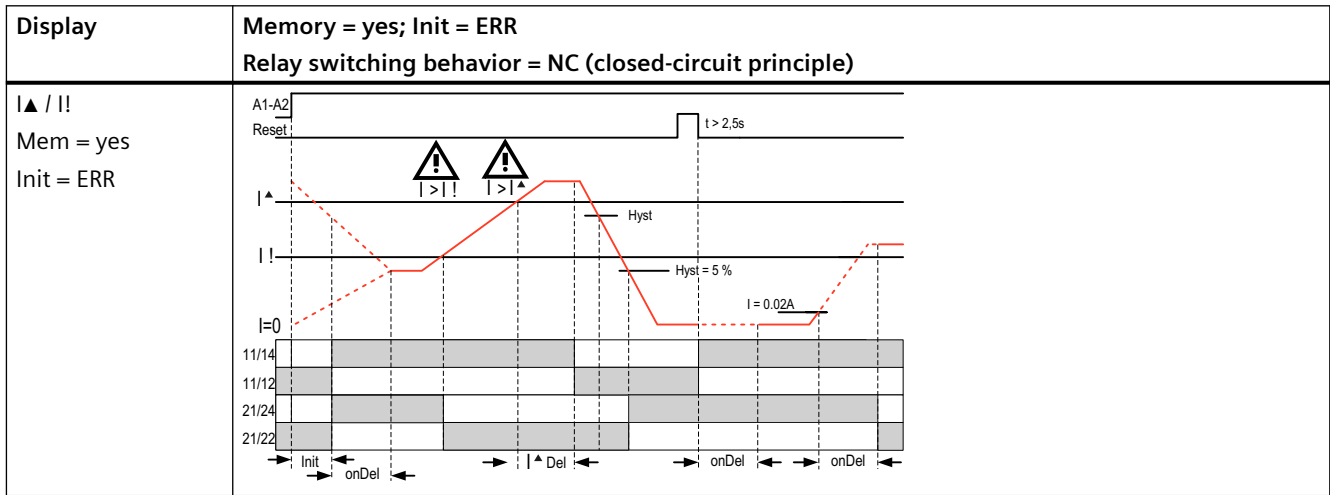 Display
Memory = yes; Init = ERR
Relay switching behavior = NC (closed-circuit principle)
I▲ / I!
Mem = yes
Init = ERR
A1-A2
Reset
t > 2,5s
I >I !
I >I▲
I▲
Hyst
I !
Hyst = 5 %
I = 0.02A
I=0
11/14
11/12
21/24
21/22
Init
onDel
I▲ Del
onDel
onDel